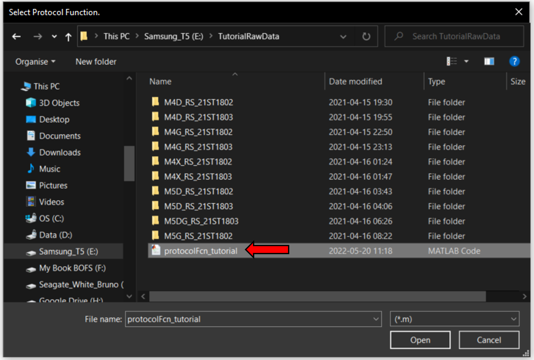 Select Protocol Function.
This PC > Samsung_T5 (E:) > TutorialRawData
Search TutorialRawData
Organise
New folder
This PC
3D Objects
Desktop
Documents
Downloads
Music
Pictures
Videos
OS (C:)
Data (D:)
Samsung_T5 (E:)
My Book BOFS (F:)
Seagate_White_Bruno (
Google Drive (H:)
Name Date modified Type Size
M4D_RS_21ST1802 2021-04-15 19:30 File folder
M4D_RS_21ST1803 2021-04-15 19:55 File folder
M4G_RS_21ST1802 2021-04-15 22:50 File folder
M4G_RS_21ST1803 2021-04-15 23:13 File folder
M4X_RS_21ST1802 2021-04-16 01:24 File folder
M4X_RS_21ST1803 2021-04-16 01:47 File folder
M5D_RS_21ST1802 2021-04-16 03:43 File folder
M5D_RS_21ST1803 2021-04-16 04:06 File folder
M5DG_RS_21ST1803 2021-04-16 06:26 File folder
M5G_RS_21ST1802 2021-04-16 08:22 File folder
protocolFcn_tutorial 2022-05-20 11:18 MATLAB Code
File name: protocolFcn_tutorial (*.m)
Open Cancel